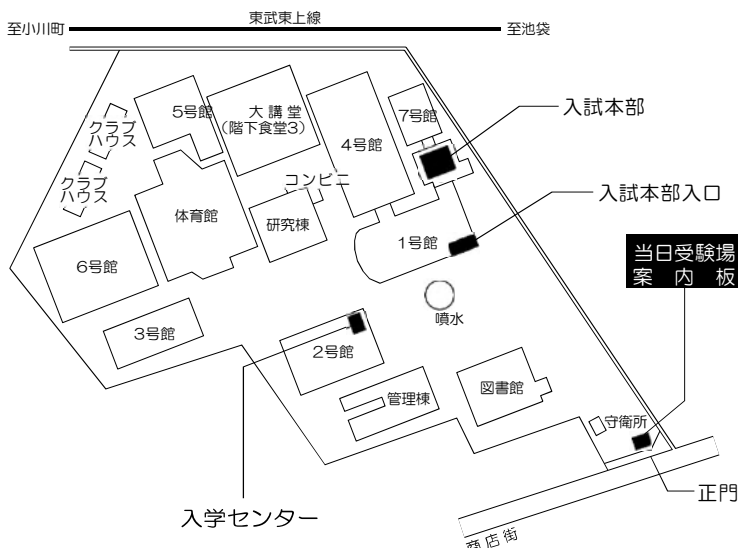 東武東上線
至小川町
至池袋
5号館
大講堂
(階下食堂3)
7号館
入試本部
クラブ
ハウス
4号館
クラブ
ハウス
コンビニ
入試本部入口
体育館
研究棟
1号館
当日受験場
案内板
6号館
噴水
3号館
2号館
図書館
管理棟
守衛所
正門
入学センター
商店街